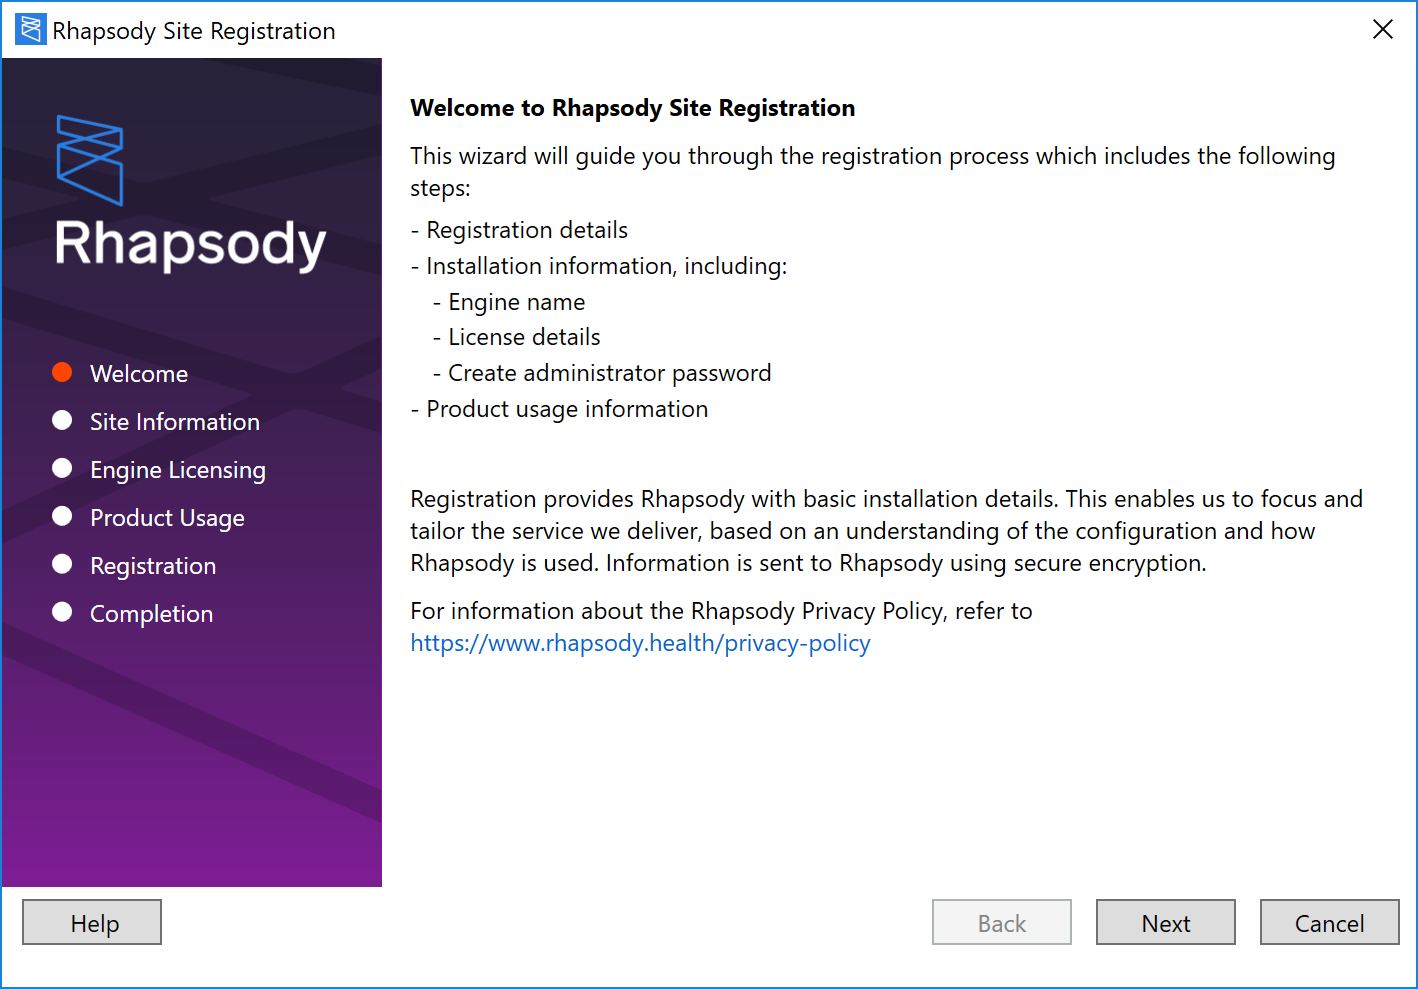 Rhapsody Site Registration
Rhapsody
Welcome
Site Information
Engine Licensing
Product Usage
Registration
Completion
Welcome to Rhapsody Site Registration
This wizard will guide you through the registration process which includes the following
steps:
- Registration details
- Installation information, including:
- Engine name
- License details
- Create administrator password
- Product usage information
Registration provides Rhapsody with basic installation details. This enables us to focus and
tailor the service we deliver, based on an understanding of the configuration and how
Rhapsody is used. Information is sent to Rhapsody using secure encryption.
For information about the Rhapsody Privacy Policy, refer to
https://www.rhapsody.health/privacy-policy
Help
Back
Next
Cancel